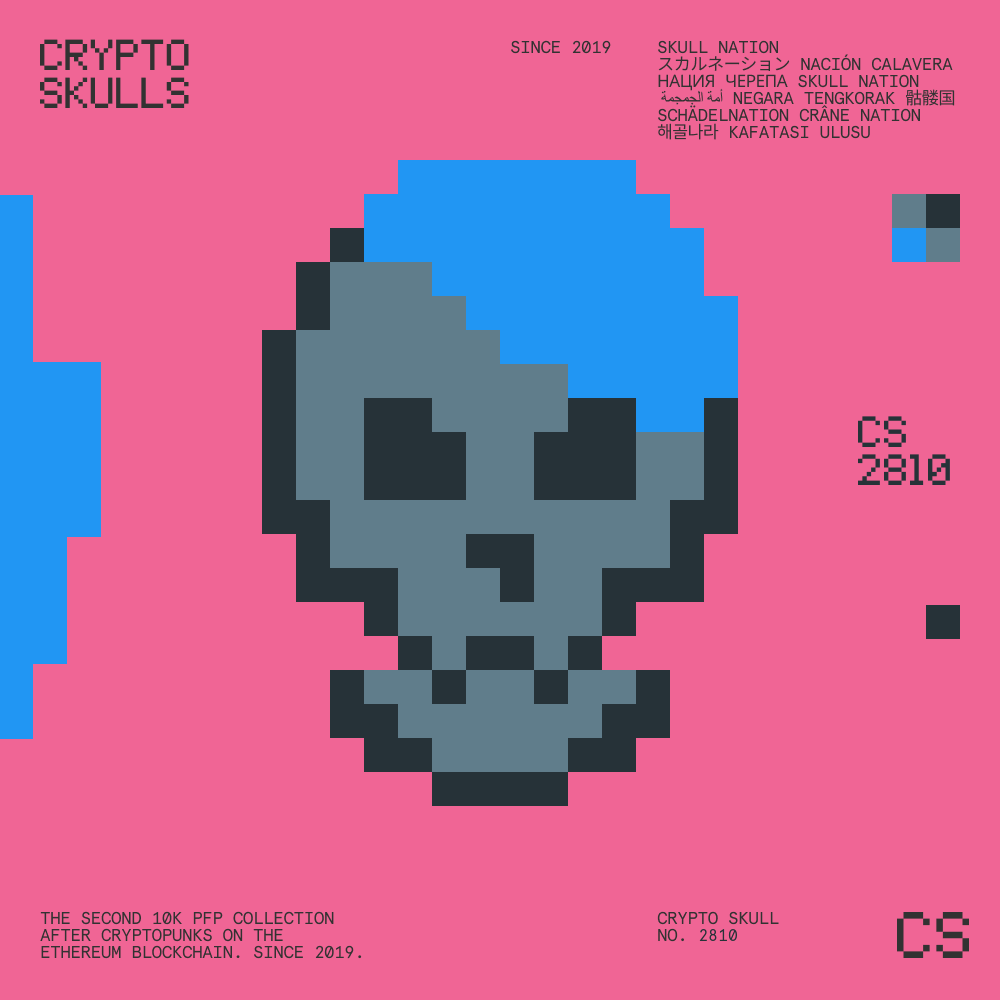 CRYPTO
SKULLS
SINCE 2019
SKULL NATION
スカルネーション NACIÓN CALAVERA
НАЦИЯ ЧЕРЕПА SKULL NATION
أمة الجمجمة NEGARA TENGKORAK 骷髅国
SCHÄDELNATION CRÂNE NATION
해골나라 KAFATASI ULUSU
CS
2810
THE SECOND 10K PFP COLLECTION
AFTER CRYPTOPUNKS ON THE
ETHEREUM BLOCKCHAIN. SINCE 2019.
CRYPTO SKULL
NO. 2810
CS